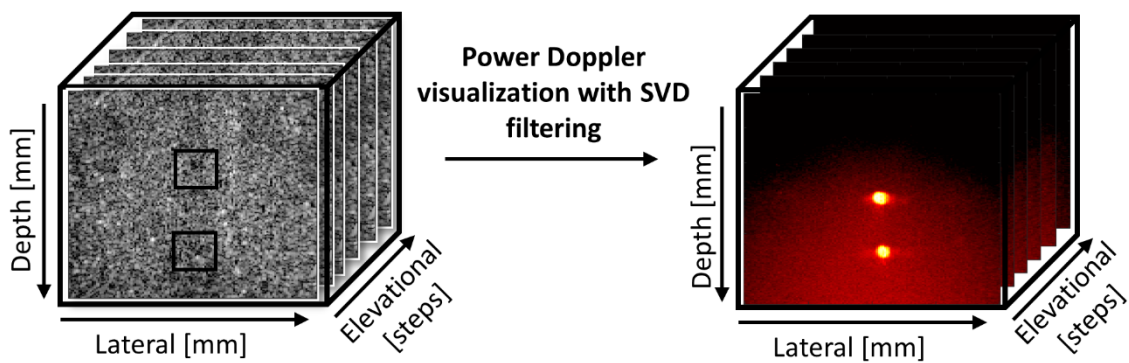 Depth [mm]
Lateral [mm]
Elevational
[steps]
Power Doppler
visualization with SVD
filtering
Depth [mm]
Lateral [mm]
Elevational
[steps]